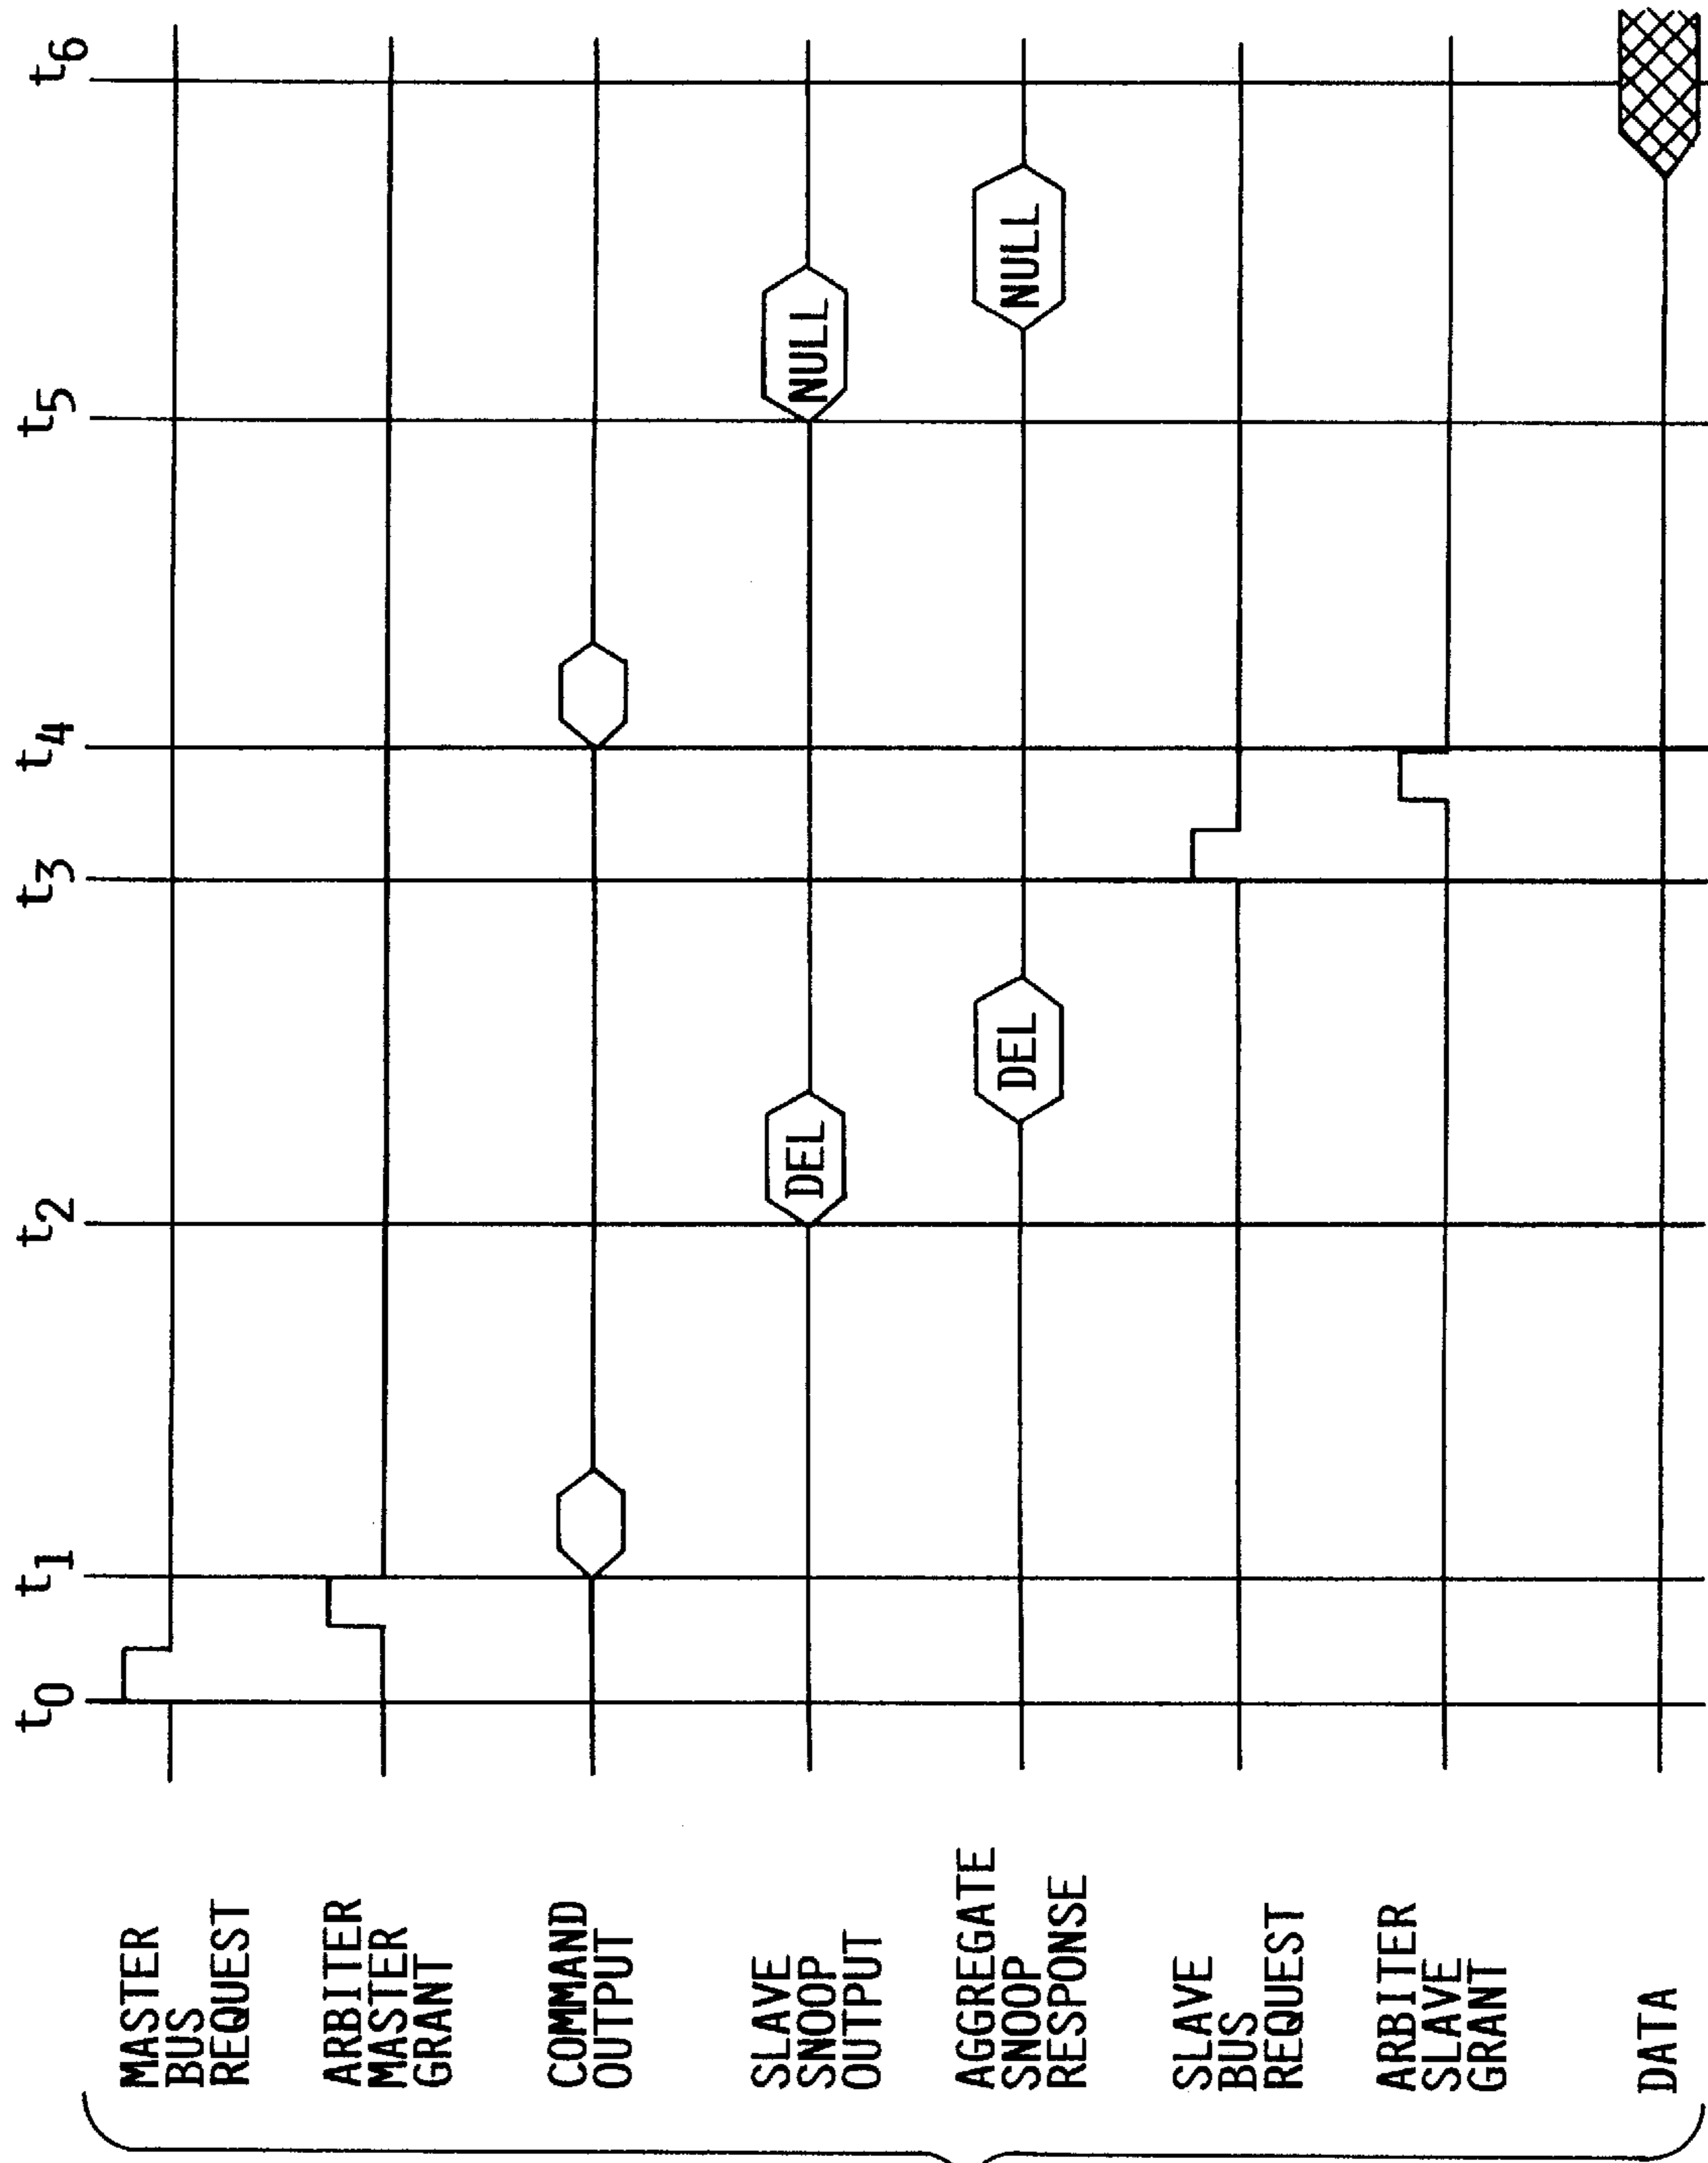 t0 t1 t2 t3 t4 t5 t6
MASTER
BUS
REQUEST
ARBITER
MASTER
GRANT
COMMAND
OUTPUT
SLAVE
SNOOP
OUTPUT
DEL NULL
AGGREGATE
SNOOP
RESPONSE
DEL NULL
SLAVE
BUS
REQUEST
ARBITER
SLAVE
GRANT
DATA